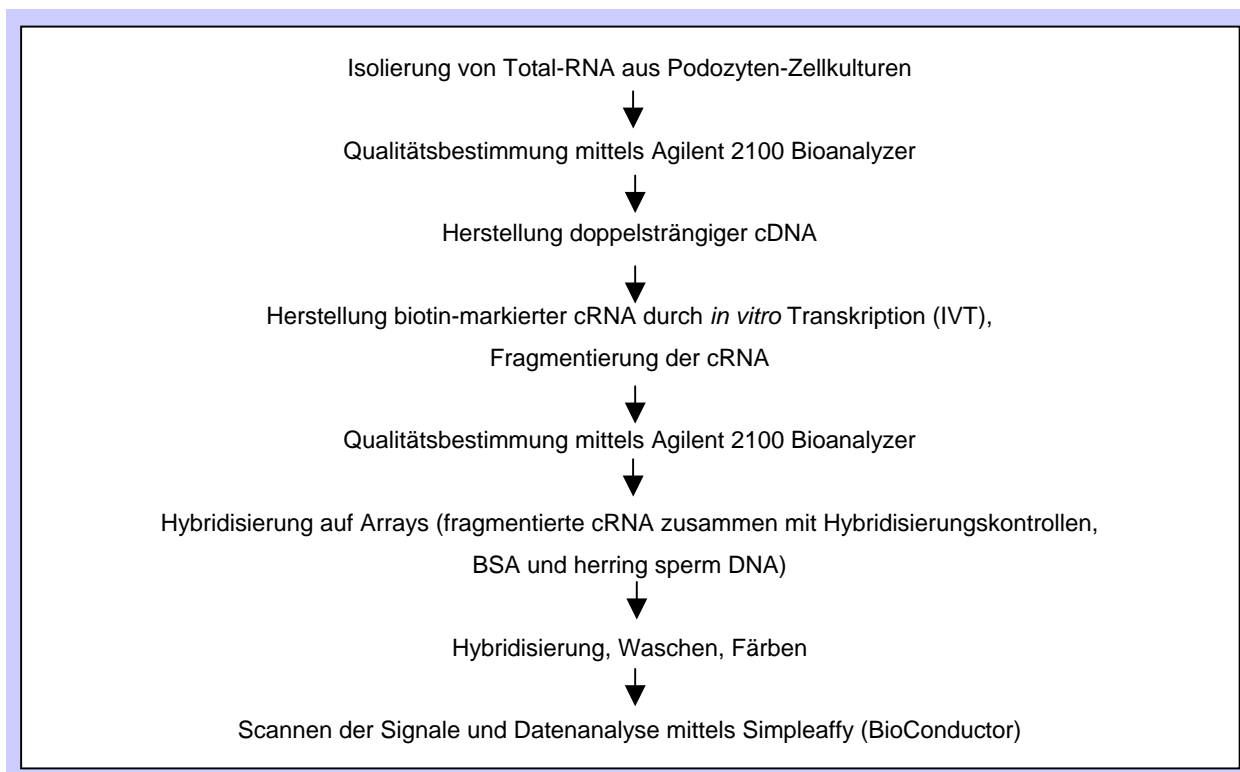 Isolierung von Total-RNA aus Podozyten-Zellkulturen
Qualitätsbestimmung mittels Agilent 2100 Bioanalyzer
Herstellung doppelsträngiger cDNA
Herstellung biotin-markierter cRNA durch in vitro Transkription (IVT),
Fragmentierung der cRNA
Qualitätsbestimmung mittels Agilent 2100 Bioanalyzer
Hybridisierung auf Arrays (fragmentierte cRNA zusammen mit Hybridisierungskontrollen,
BSA und herring sperm DNA)
Hybridisierung, Waschen, Färben
Scannen der Signale und Datenanalyse mittels Simpleaffy (BioConductor)